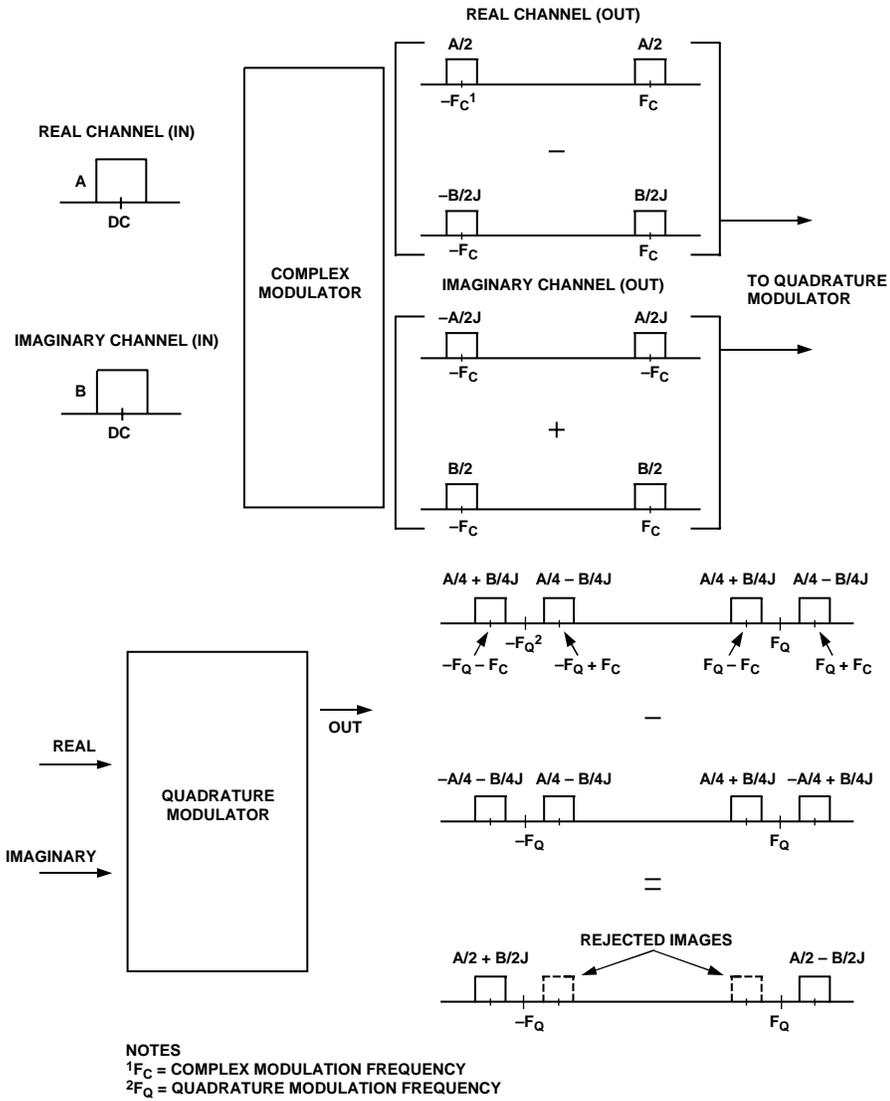 REAL CHANNEL (OUT)
A/2 A/2
–FC1 FC
–
–B/2J B/2J
–FC FC
REAL CHANNEL (IN)
A
DC
COMPLEX
MODULATOR
IMAGINARY CHANNEL (OUT)
TO QUADRATURE
MODULATOR
–A/2J A/2J
–FC –FC
+
B/2 B/2
–FC FC
IMAGINARY CHANNEL (IN)
B
DC
A/4 + B/4J A/4 – B/4J A/4 + B/4J A/4 – B/4J
–FQ2 FQ
–FQ – FC –FQ + FC FQ – FC FQ + FC
–
OUT
REAL
QUADRATURE
MODULATOR
IMAGINARY
–A/4 – B/4J A/4 – B/4J A/4 + B/4J –A/4 + B/4J
–FQ FQ
=
REJECTED IMAGES
A/2 + B/2J A/2 – B/2J
–FQ FQ
NOTES
1FC = COMPLEX MODULATION FREQUENCY
2FQ = QUADRATURE MODULATION FREQUENCY